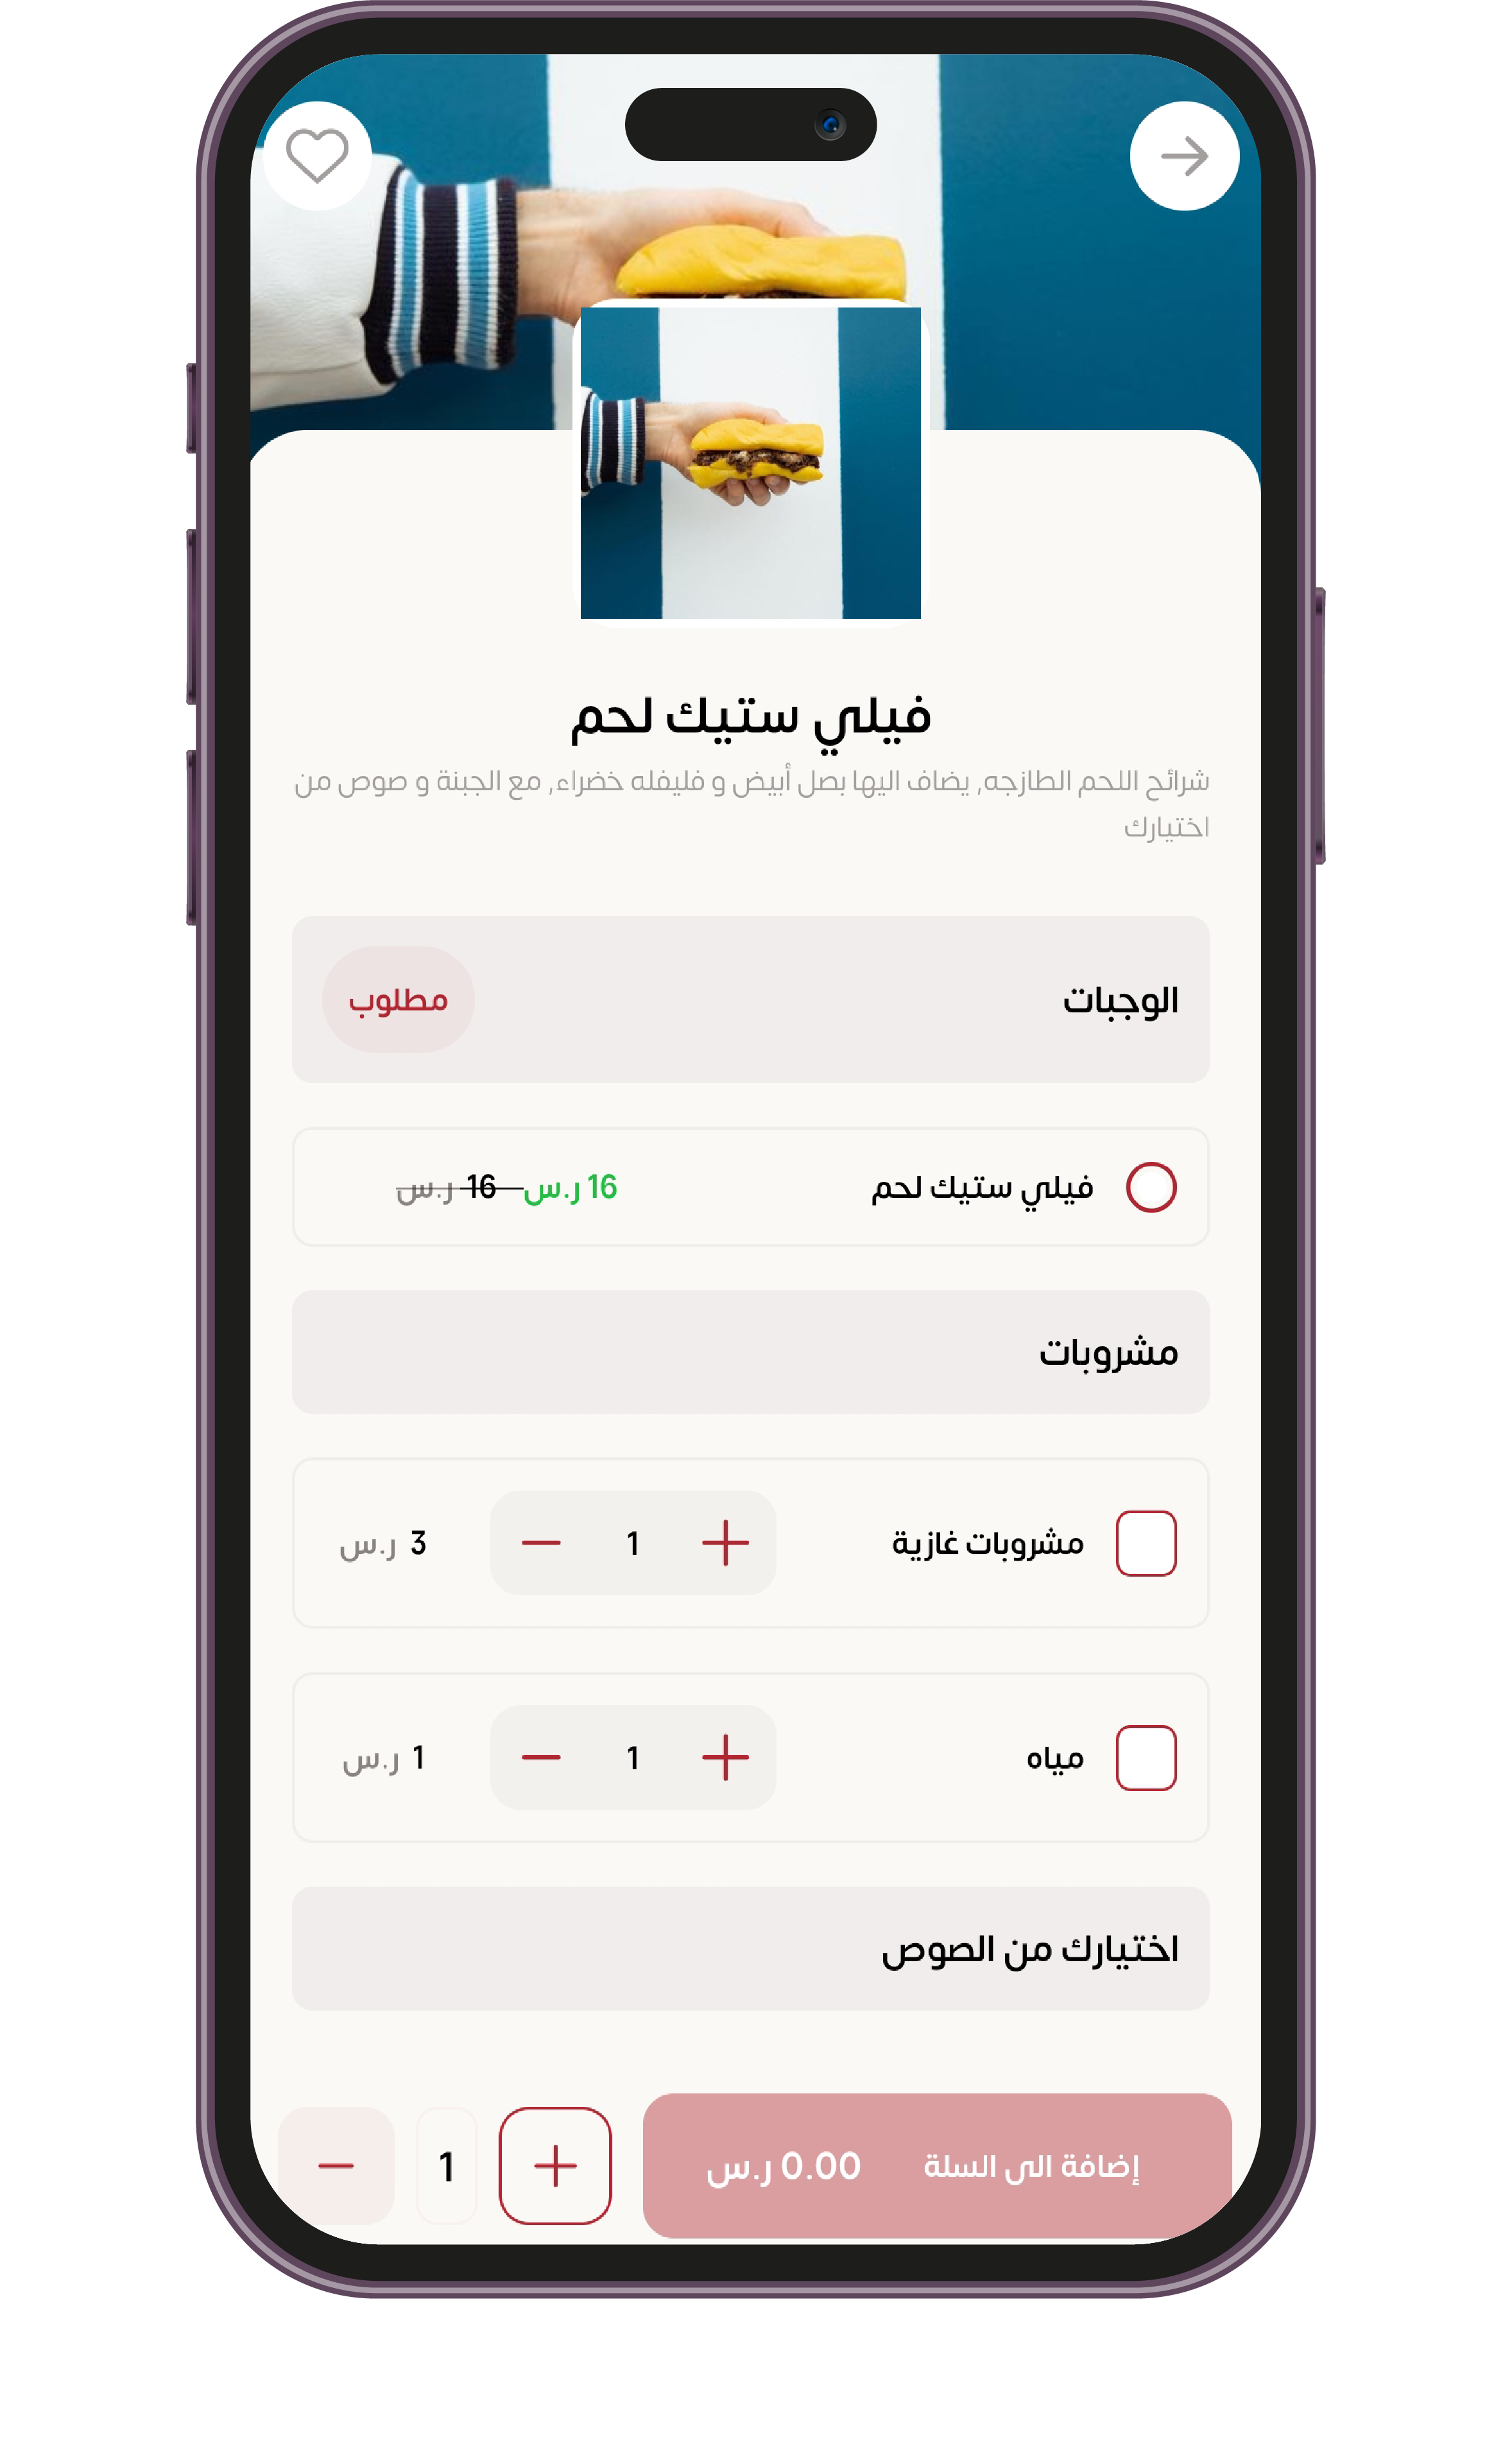 فيلي ستيك لحم
شرائح اللحم الطازجه, يضاف اليها بصل أبيض و فليفله خضراء, مع الجبنة و صوص من
اختيارك
الوجبات مطلوب
فيلي ستيك لحم 16 ر.س 16 ر.س
مشروبات
مشروبات غازية 1 3 ر.س
مياه 1 1 ر.س
اختيارك من الصوص
إضافة الى السلة 0.00 ر.س 1